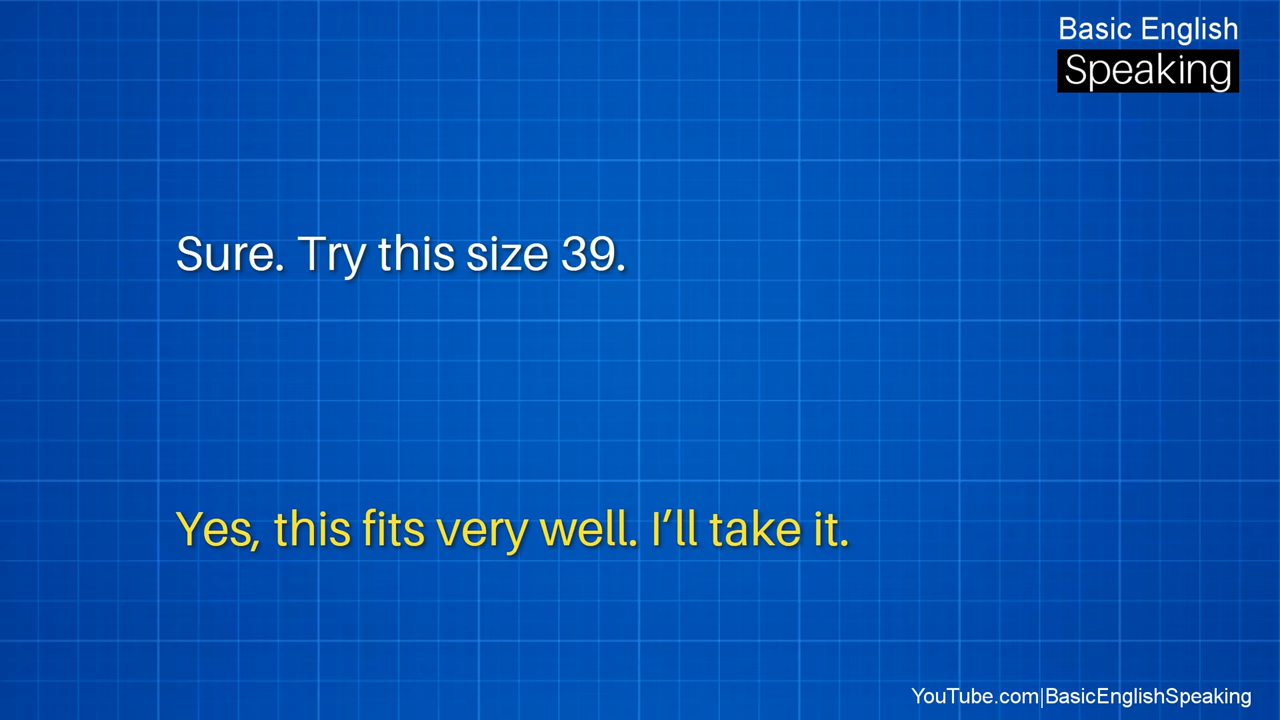 Basic English
Speaking
Sure. Try this size 39.
Yes, this fits very well. I’ll take it.
YouTube.com|BasicEnglishSpeaking